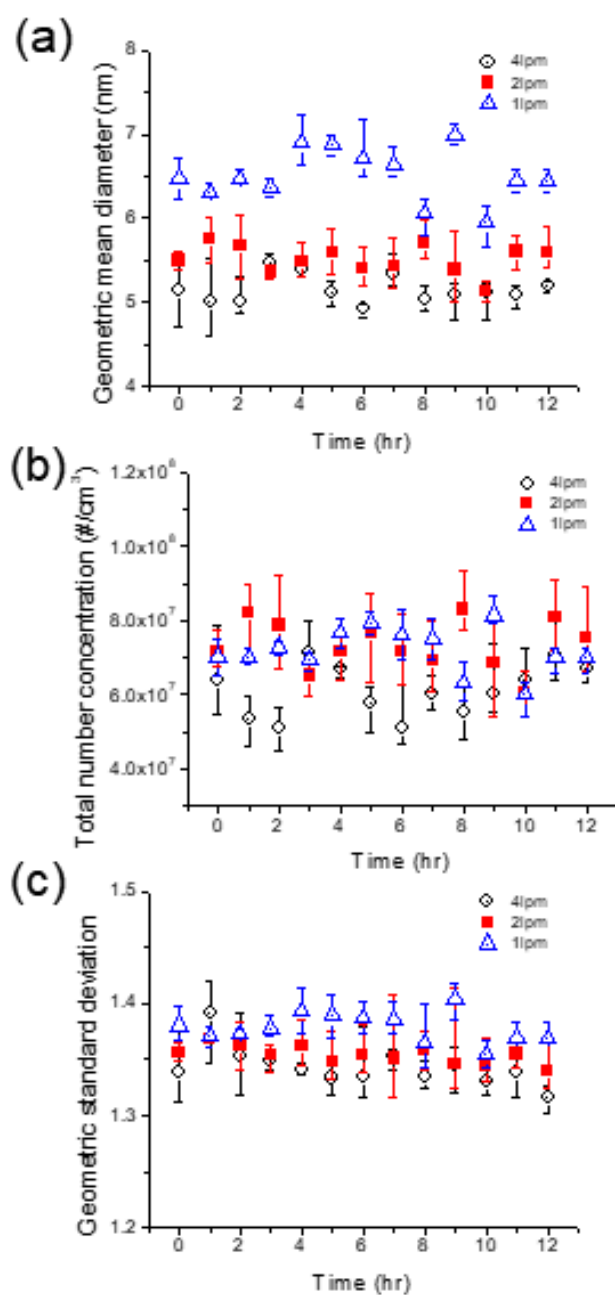 (a)
Geometric mean diameter (nm)
8
7
6
5
4
4lpm
2lpm
1lpm
0 2 4 6 8 10 12
Time (hr)
(b)
Total number concentration (#/cm³)
1.2x10⁸
1.0x10⁸
8.0x10⁷
6.0x10⁷
4.0x10⁷
4lpm
2lpm
1lpm
0 2 4 6 8 10 12
Time (hr)
(c)
Geometric standard deviation
1.5
1.4
1.3
1.2
4lpm
2lpm
1lpm
0 2 4 6 8 10 12
Time (hr)